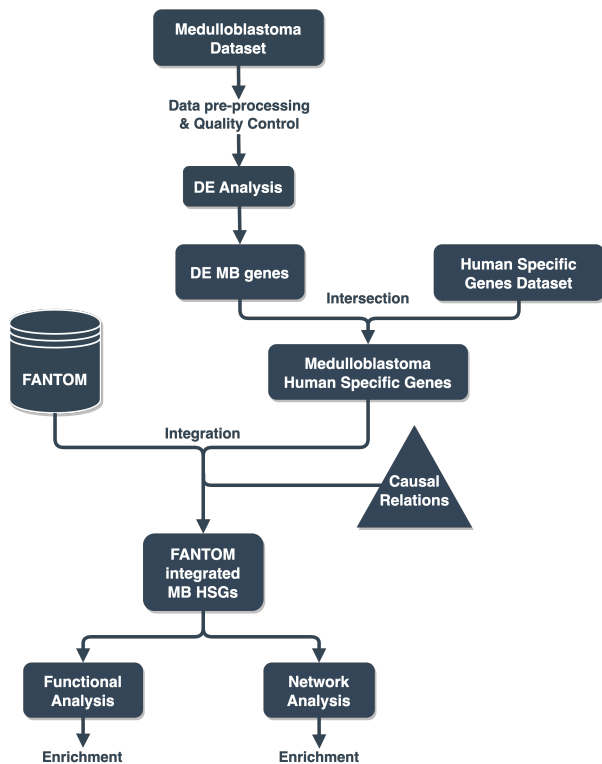 Medulloblastoma
Dataset
Data pre-processing
& Quality Control
DE Analysis
DE MB genes
Human Specific
Genes Dataset
Intersection
Medulloblastoma
Human Specific Genes
FANTOM
Integration
Causal
Relations
FANTOM
integrated
MB HSGs
Functional
Analysis
Network
Analysis
Enrichment
Enrichment